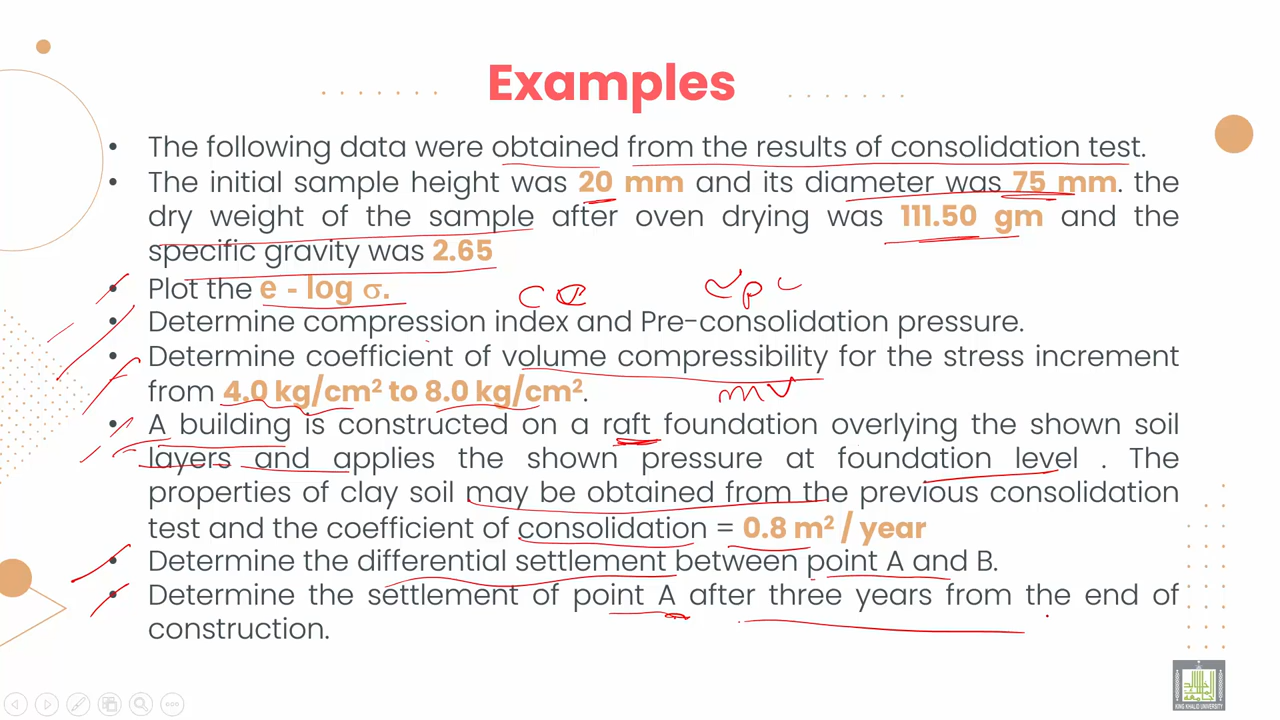 Examples
• The following data were obtained from the results of consolidation test.
• The initial sample height was 20 mm and its diameter was 75 mm. the
dry weight of the sample after oven drying was 111.50 gm and the
specific gravity was 2.65
• Plot the e - log σ.
• Determine compression index and Pre-consolidation pressure.
• Determine coefficient of volume compressibility for the stress increment
from 4.0 kg/cm² to 8.0 kg/cm².
mv
• A building is constructed on a raft foundation overlying the shown soil
layers and applies the shown pressure at foundation level . The
properties of clay soil may be obtained from the previous consolidation
test and the coefficient of consolidation = 0.8 m² / year
• Determine the differential settlement between point A and B.
• Determine the settlement of point A after three years from the end of
construction.
KING KHALID UNIVERSITY